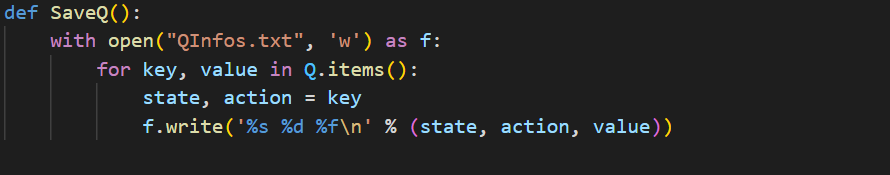 def SaveQ():
    with open("QInfos.txt", 'w') as f:
        for key, value in Q.items():
            state, action = key
            f.write('%s %d %f\n' % (state, action, value))